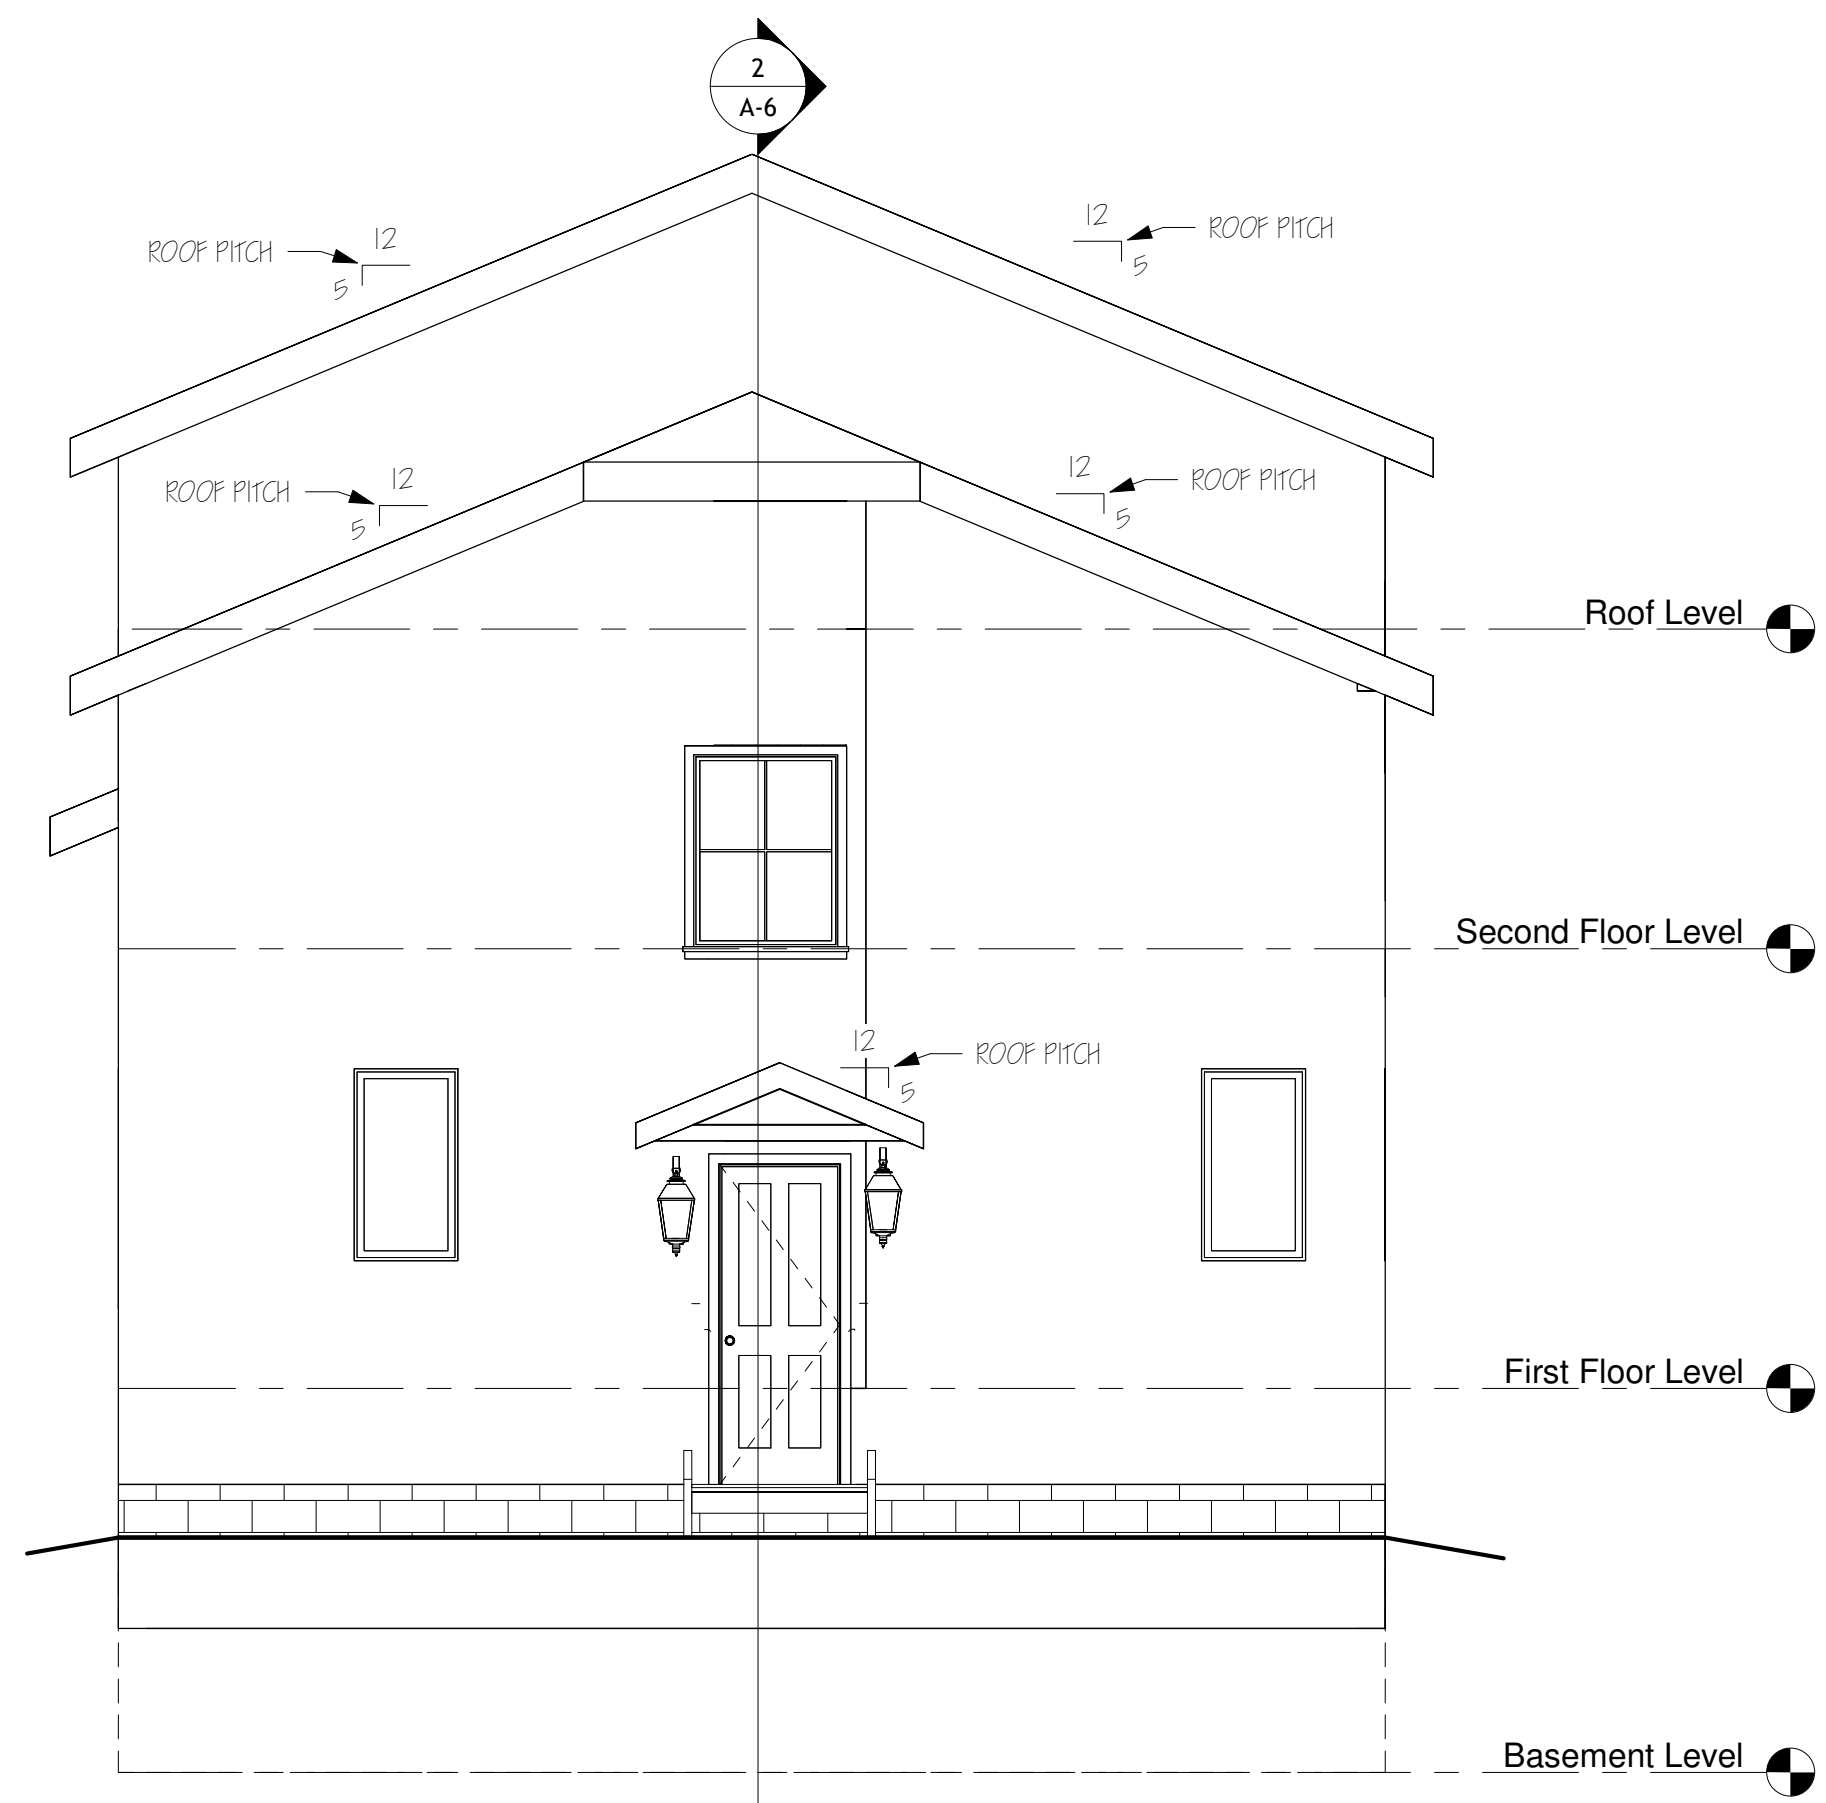 2
A-6
12
ROOF PITCH
5
12
ROOF PITCH
5
12
ROOF PITCH
5
12
ROOF PITCH
5
Roof Level
Second Floor Level
12
ROOF PITCH
5
First Floor Level
Basement Level